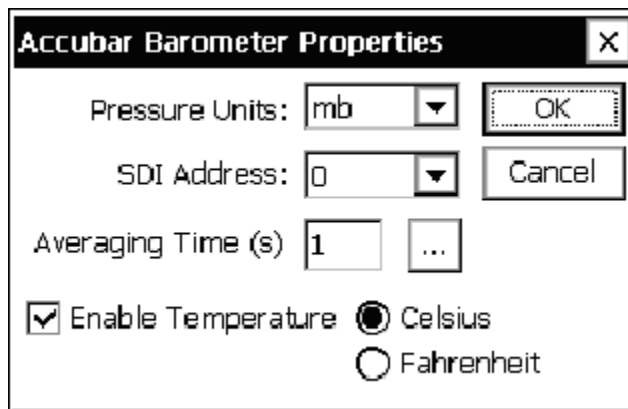 Accubar Barometer Properties
Pressure Units: mb OK
SDI Address: 0 Cancel
Averaging Time (s) 1 ...
Enable Temperature Celsius
Fahrenheit